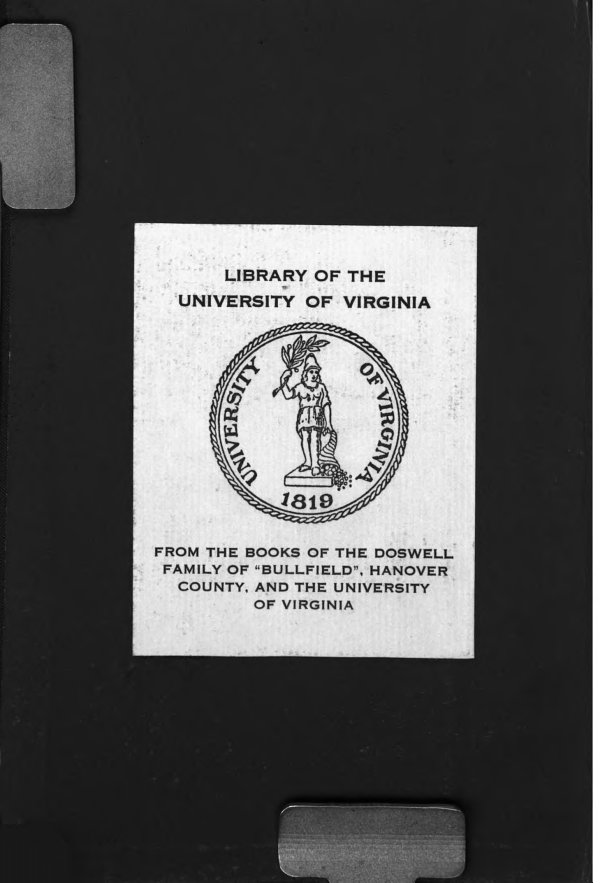 LIBRARY OF THE
UNIVERSITY OF VIRGINIA
UNIVERSITY OF VIRGINIA
1819
FROM THE BOOKS OF THE DOSWELL
FAMILY OF "BULLFIELD", HANOVER
COUNTY, AND THE UNIVERSITY
OF VIRGINIA